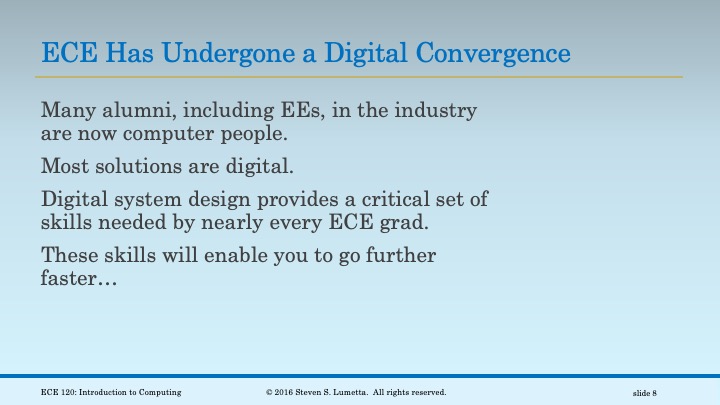 ECE Has Undergone a Digital Convergence
Many alumni, including EEs, in the industry
are now computer people.
Most solutions are digital.
Digital system design provides a critical set of
skills needed by nearly every ECE grad.
These skills will enable you to go further
faster…
ECE 120: Introduction to Computing
© 2016 Steven S. Lumetta.  All rights reserved.
slide 8